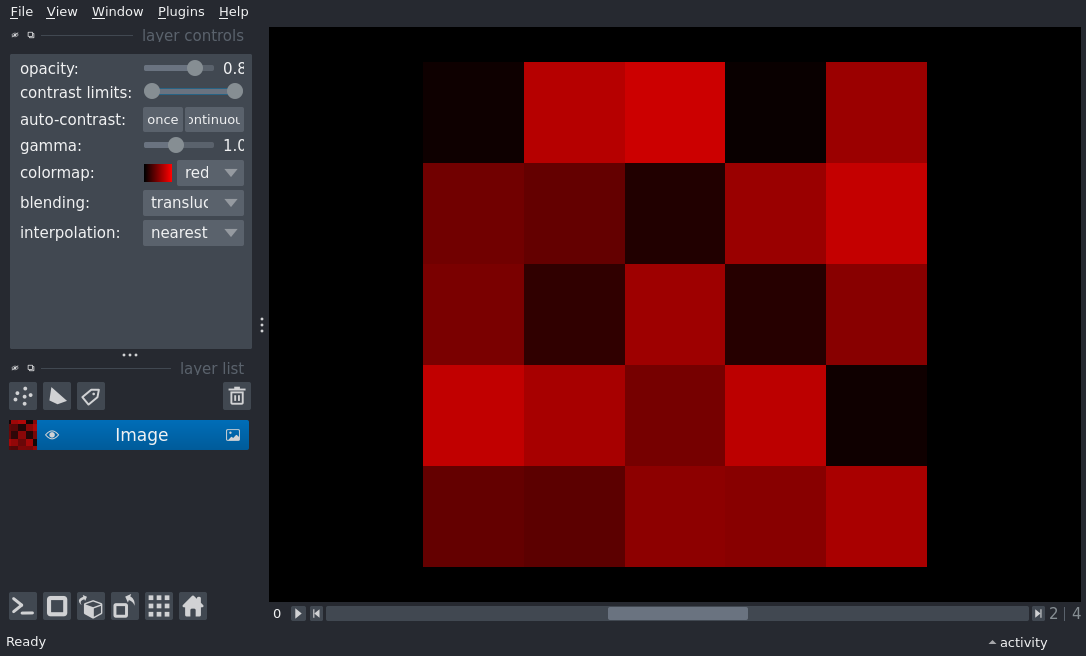 File View Window Plugins Help
layer controls
opacity: 0.8
contrast limits:
auto-contrast: once ontinuou
gamma: 1.0
colormap: red
blending: transluc
interpolation: nearest
layer list
Image
0 2 | 4
Ready activity